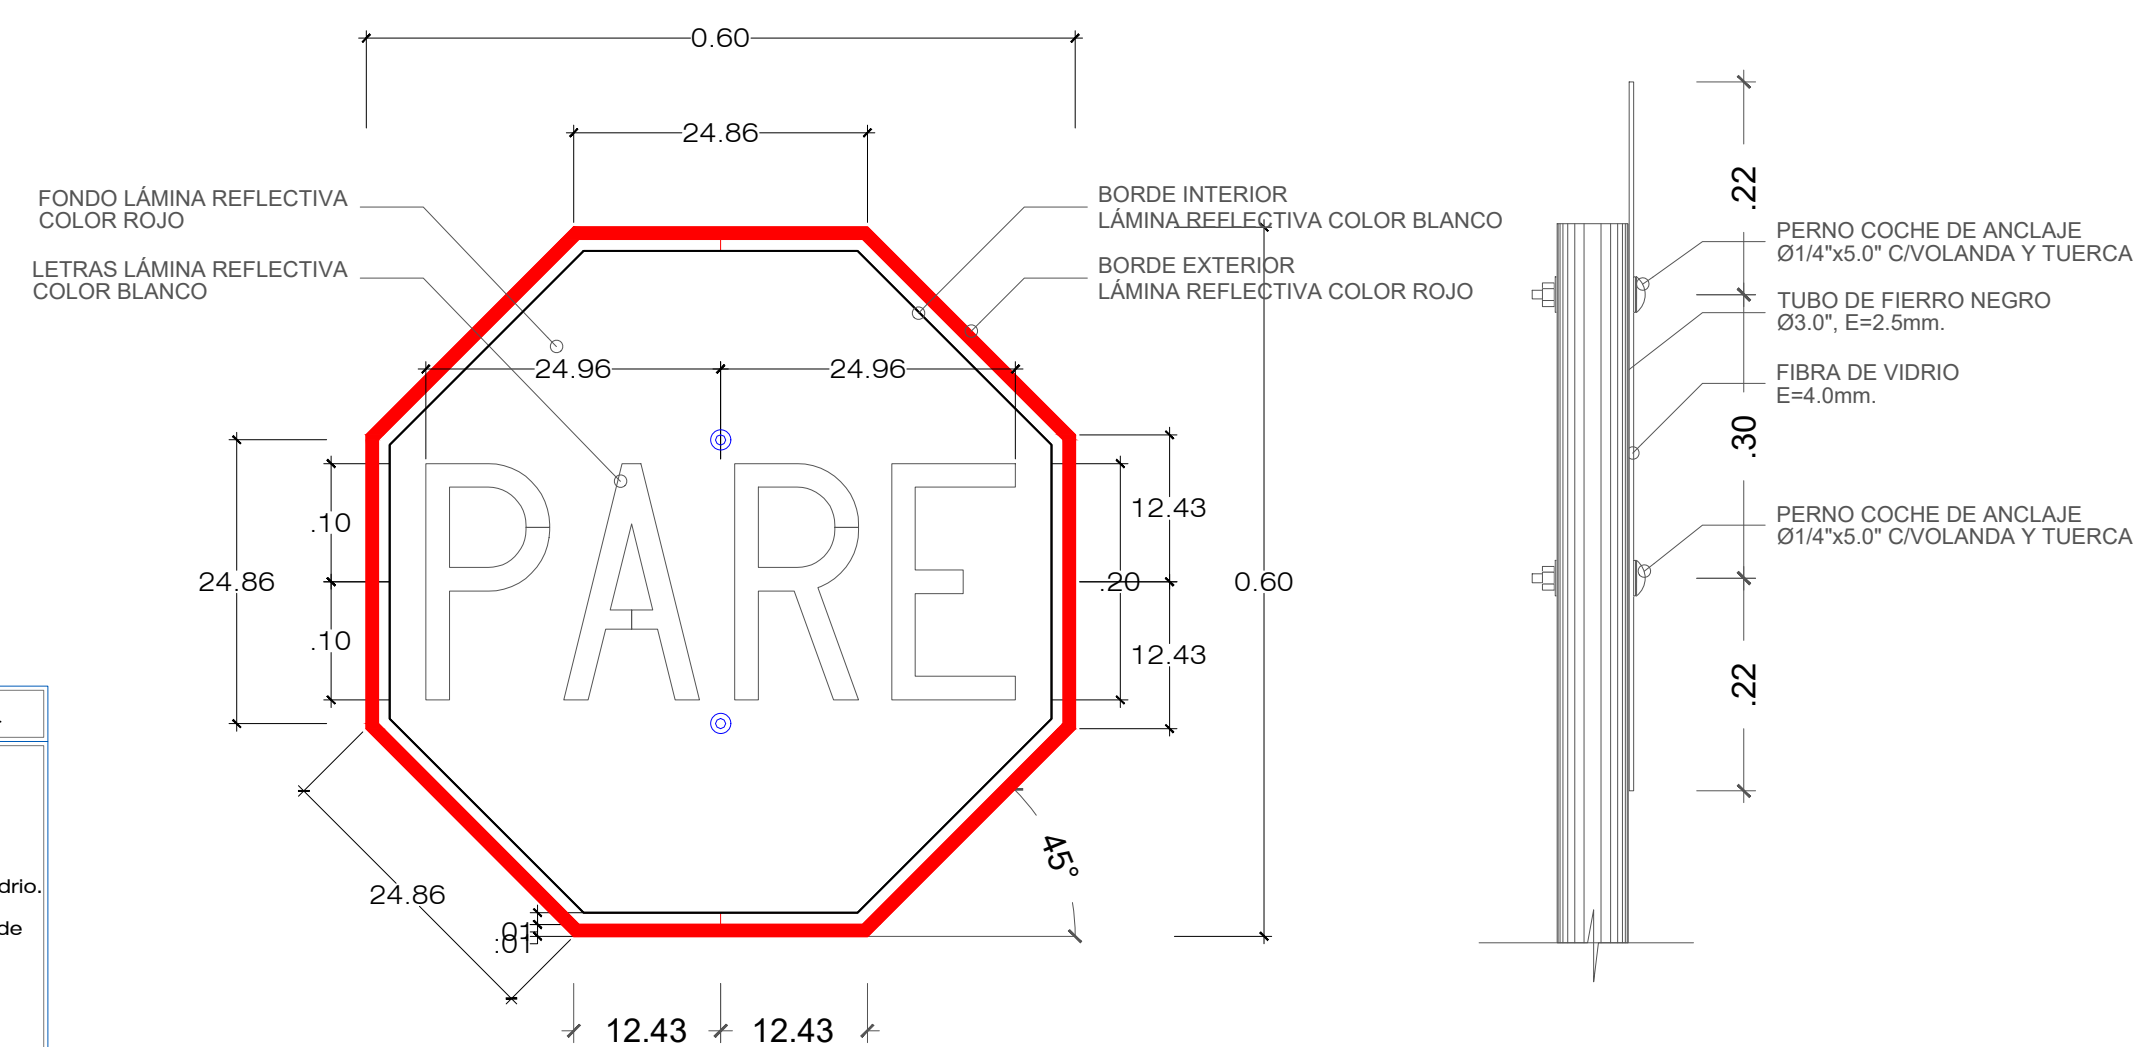 0.60
24.86
FONDO LÁMINA REFLECTIVA
COLOR ROJO
LETRAS LÁMINA REFLECTIVA
COLOR BLANCO
BORDE INTERIOR
LÁMINA REFLECTIVA COLOR BLANCO
BORDE EXTERIOR
LÁMINA REFLECTIVA COLOR ROJO
24.96 24.96
PARE
.10
24.86
.10
12.43
.20
12.43
0.60
24.86
45°
.01
.01
12.43 12.43
.22
PERNO COCHE DE ANCLAJE
Ø1/4"x5.0" C/VOLANDA Y TUERCA
TUBO DE FIERRO NEGRO
Ø3.0", E=2.5mm.
FIBRA DE VIDRIO
E=4.0mm.
.30
PERNO COCHE DE ANCLAJE
Ø1/4"x5.0" C/VOLANDA Y TUERCA
.22
drio.
de